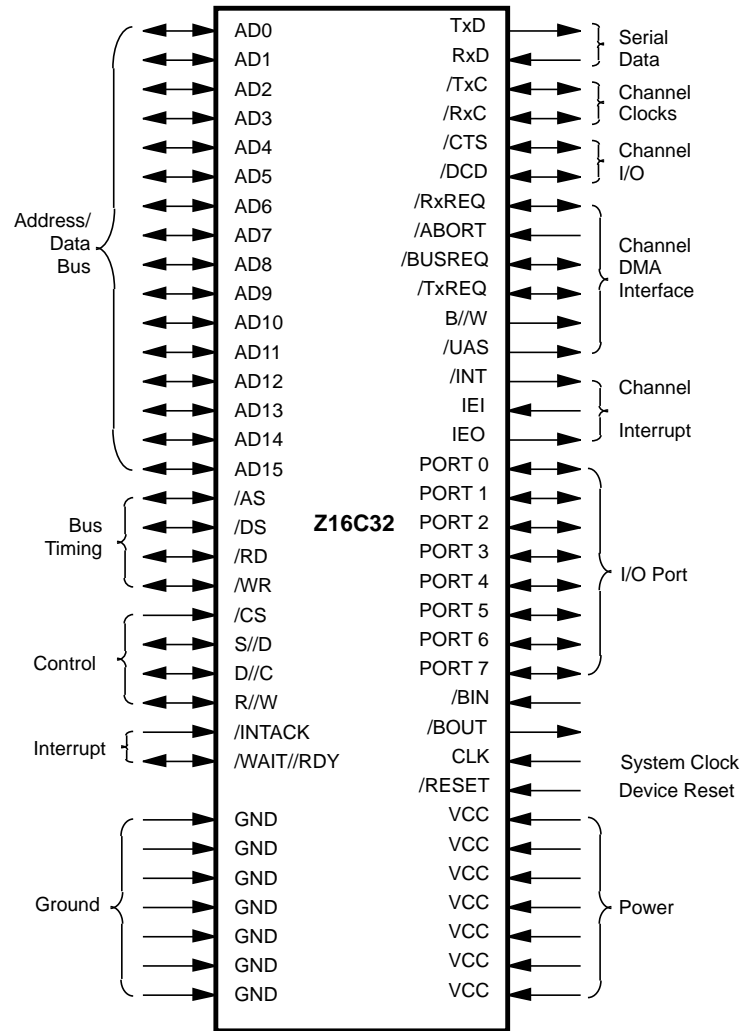 Address/
Data
Bus
Bus
Timing
Control
Interrupt
Ground
AD0
AD1
AD2
AD3
AD4
AD5
AD6
AD7
AD8
AD9
AD10
AD11
AD12
AD13
AD14
AD15
/AS
/DS
/RD
/WR
/CS
S//D
D//C
R//W
/INTACK
/WAIT//RDY
GND
GND
GND
GND
GND
GND
GND
Z16C32
TxD
RxD
/TxC
/RxC
/CTS
/DCD
/RxREQ
/ABORT
/BUSREQ
/TxREQ
B//W
/UAS
/INT
IEI
IEO
PORT 0
PORT 1
PORT 2
PORT 3
PORT 4
PORT 5
PORT 6
PORT 7
/BIN
/BOUT
CLK
/RESET
VCC
VCC
VCC
VCC
VCC
VCC
VCC
Serial
Data
Channel
Clocks
Channel
I/O
Channel
DMA
Interface
Channel
Interrupt
I/O Port
System Clock
Device Reset
Power